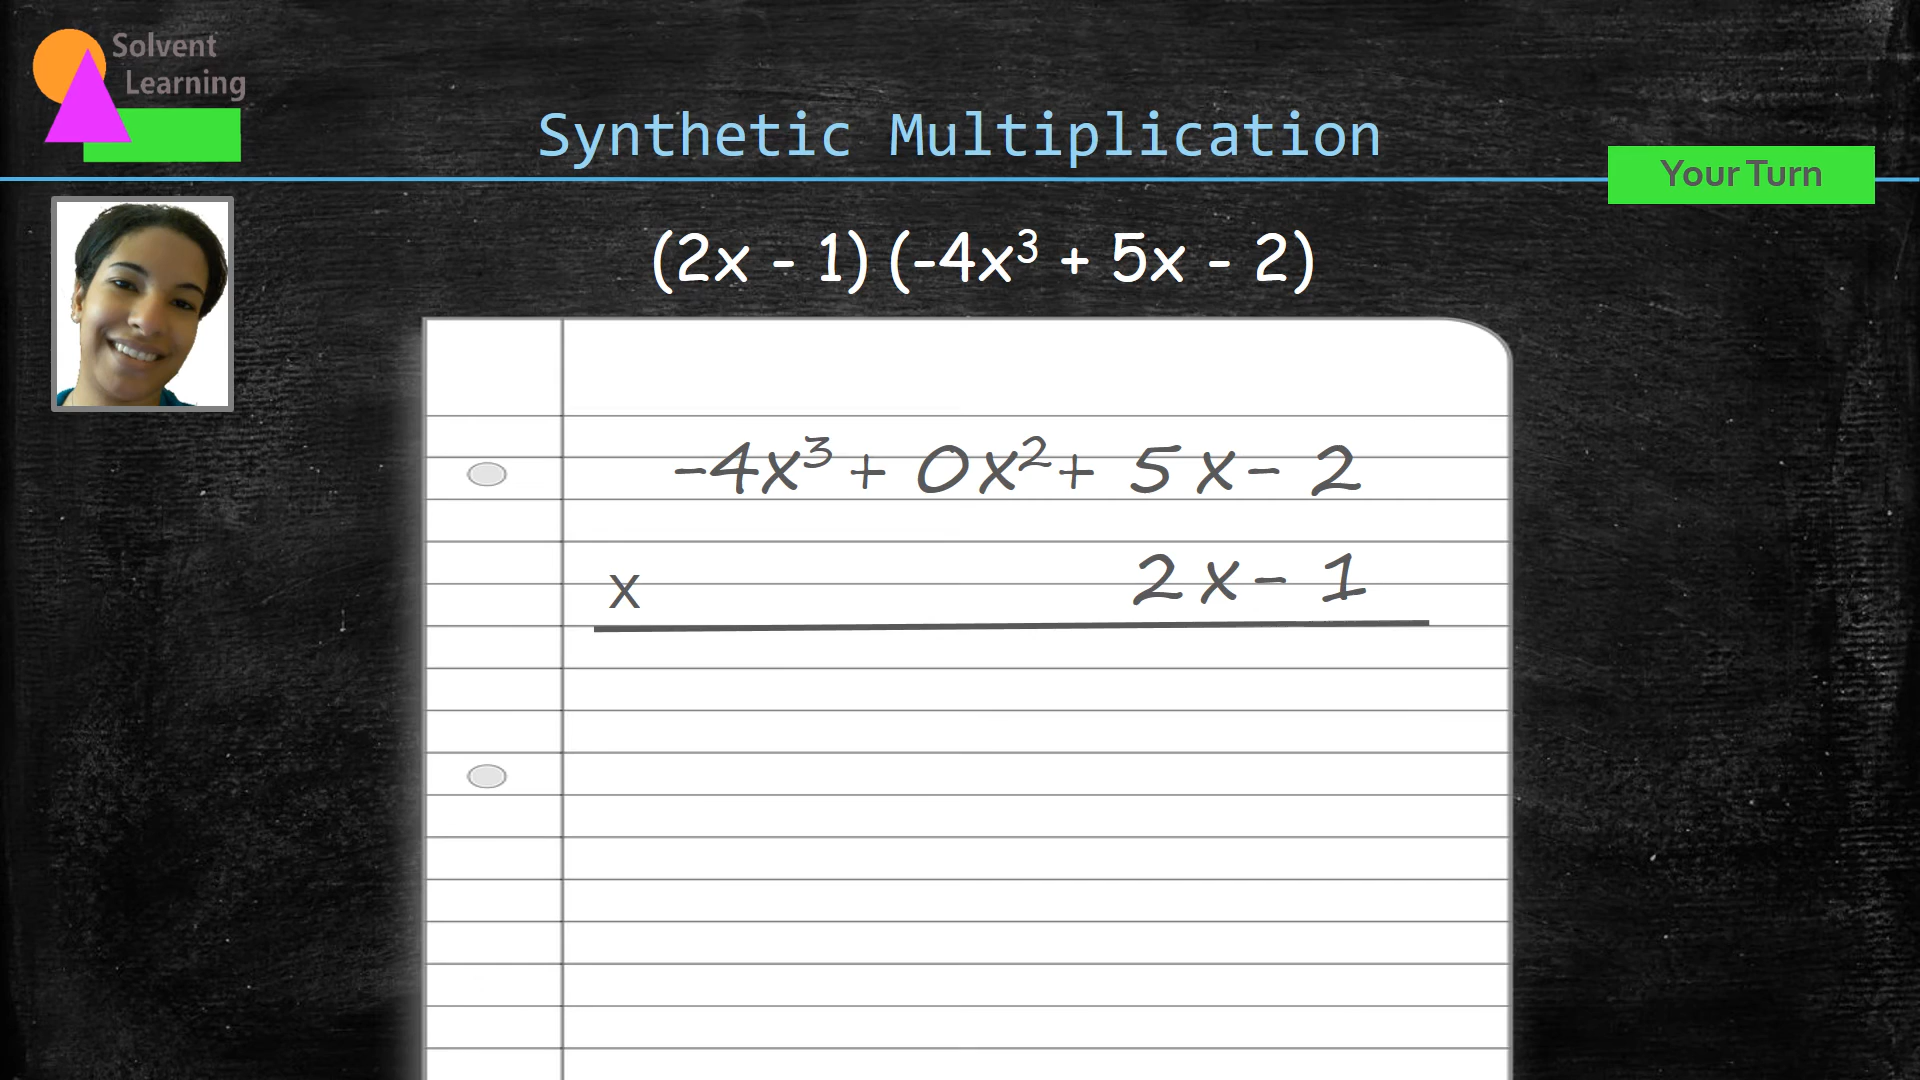 Solvent
Learning
Synthetic Multiplication
Your Turn
(2x - 1) (-4x³ + 5x - 2)
-4x³ + 0x² + 5x - 2
x 2x - 1